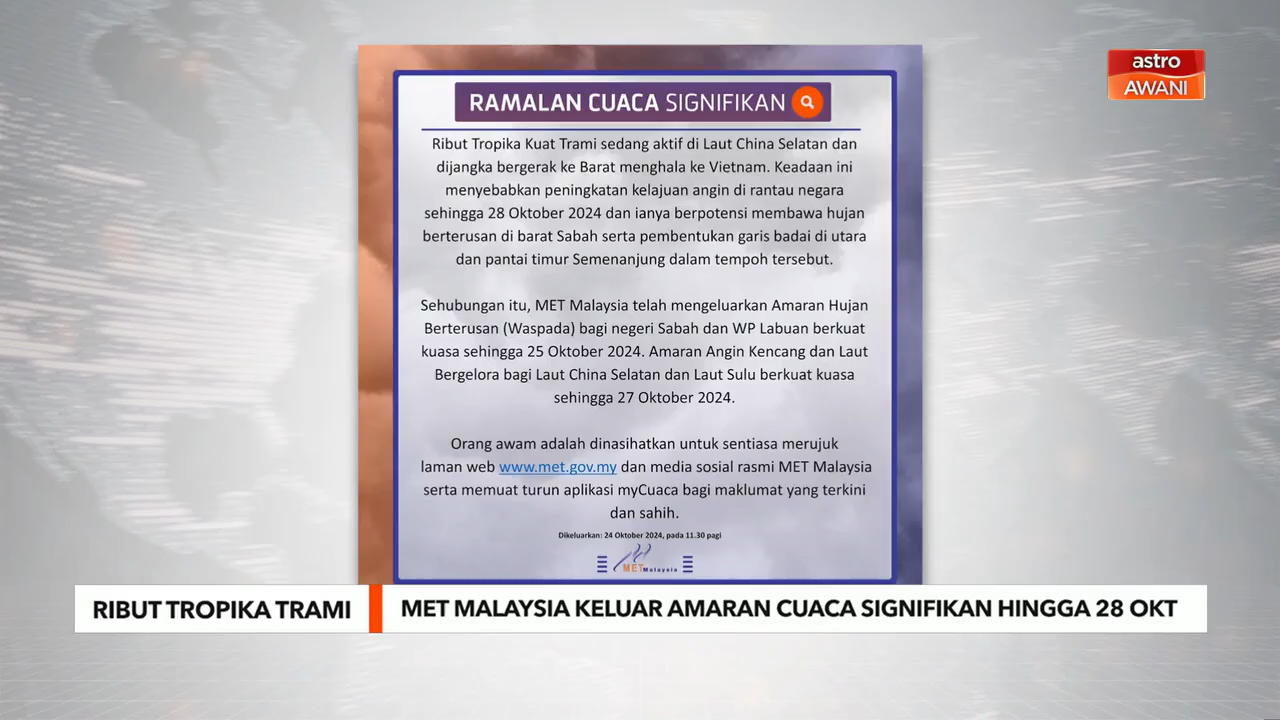 astro
AWANI
RAMALAN CUACA SIGNIFIKAN
Ribut Tropika Kuat Trami sedang aktif di Laut China Selatan dan
dijangka bergerak ke Barat menghala ke Vietnam. Keadaan ini
menyebabkan peningkatan kelajuan angin di rantau negara
sehingga 28 Oktober 2024 dan ianya berpotensi membawa hujan
berterusan di barat Sabah serta pembentukan garis badai di utara
dan pantai timur Semenanjung dalam tempoh tersebut.
Sehubungan itu, MET Malaysia telah mengeluarkan Amaran Hujan
Berterusan (Waspada) bagi negeri Sabah dan WP Labuan berkuat
kuasa sehingga 25 Oktober 2024. Amaran Angin Kencang dan Laut
Bergelora bagi Laut China Selatan dan Laut Sulu berkuat kuasa
sehingga 27 Oktober 2024.
Orang awam adalah dinasihatkan untuk sentiasa merujuk
laman web www.met.gov.my dan media sosial rasmi MET Malaysia
serta memuat turun aplikasi myCuaca bagi maklumat yang terkini
dan sahih.
Dikeluarkan: 24 Oktober 2024, pada 11.30 pagi
MET Malaysia
RIBUT TROPIKA TRAMI
MET MALAYSIA KELUAR AMARAN CUACA SIGNIFIKAN HINGGA 28 OKT